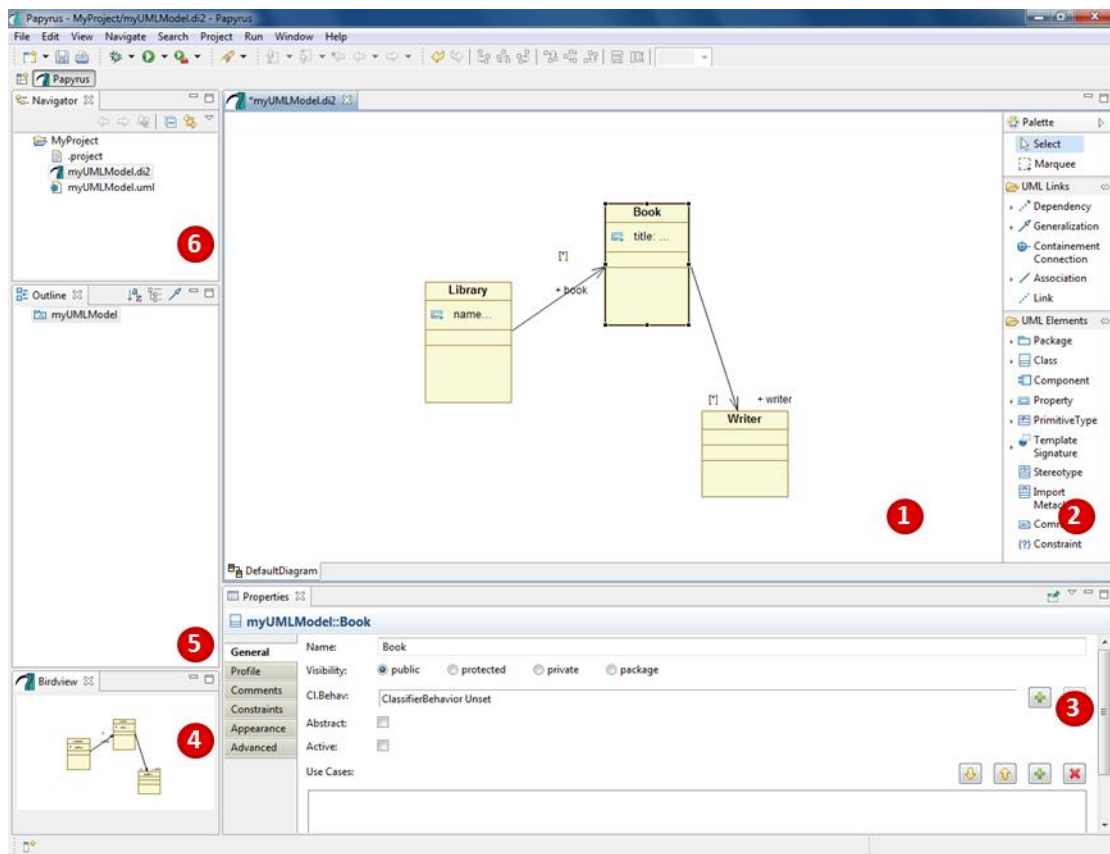 Papyrus - MyProject/myUMLModel.di2 - Papyrus
File Edit View Navigate Search Project Run Window Help
Papyrus
Navigator
MyProject
.project
myUMLModel.di2
myUMLModel.uml
6
Outline
myUMLModel
5
Birdview
4
*myUMLModel.di2
Book
title: ...
[*]
+ book
Library
name...
[*] + writer
Writer
1
DefaultDiagram
Palette
Select
Marquee
UML Links
Dependency
Generalization
Containement
Connection
Association
Link
UML Elements
Package
Class
Component
Property
PrimitiveType
Template
Signature
Stereotype
Import
2
{?} Constraint
Properties
myUMLModel::Book
General
Profile
Comments
Constraints
Appearance
Advanced
Name: Book
Visibility: public protected private package
Cl.Behav: ClassifierBehavior Unset
3
Abstract:
Active:
Use Cases: